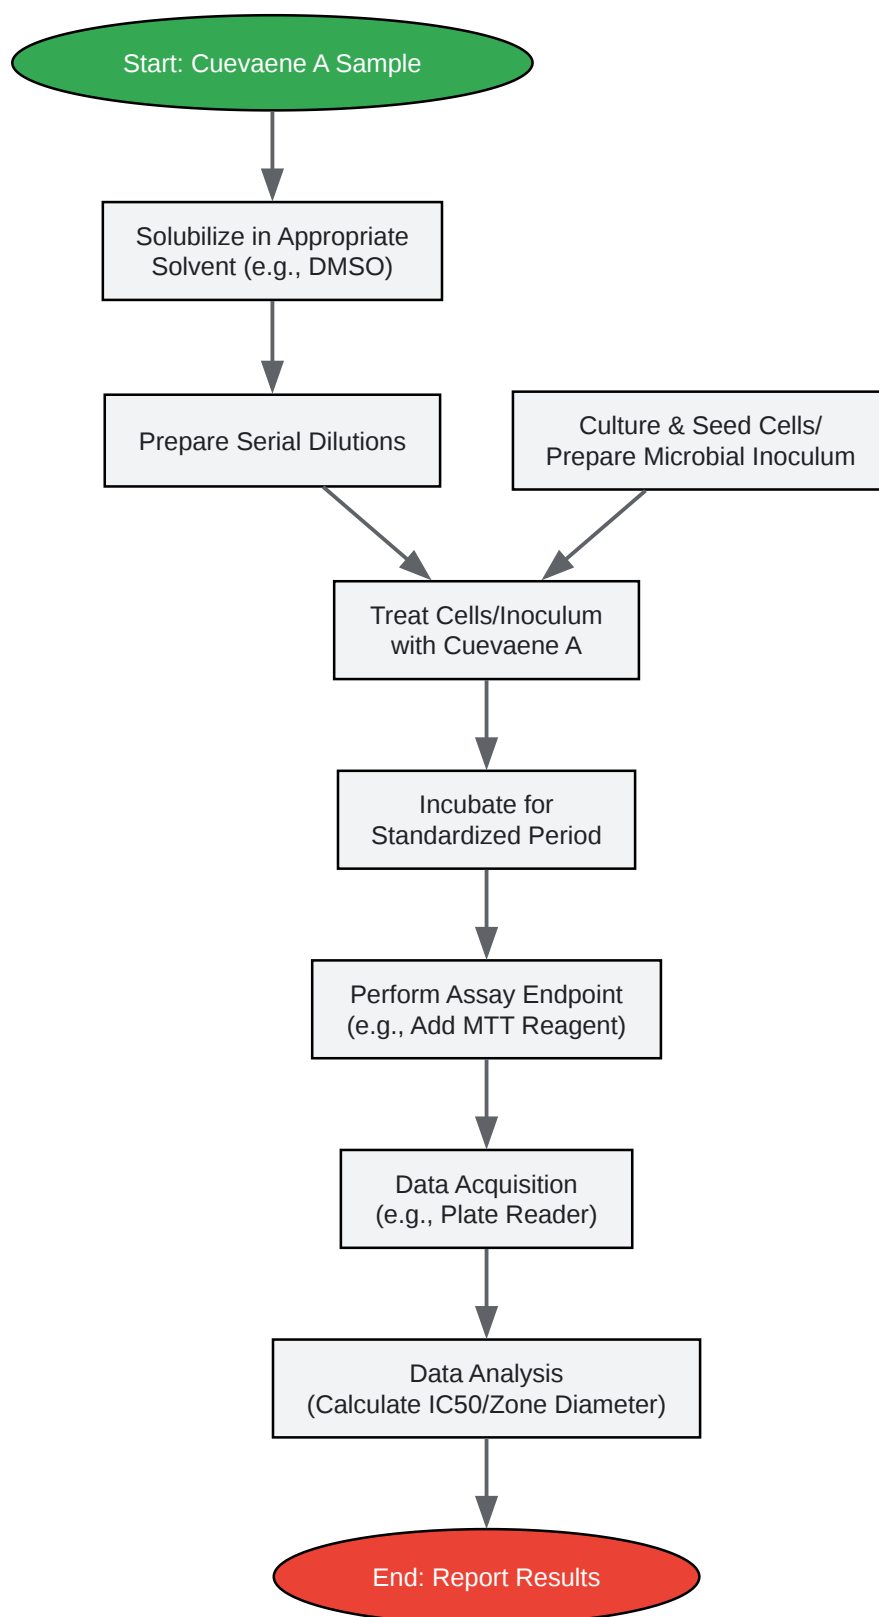 Start: Cuevaene A Sample
Solubilize in Appropriate
Solvent (e.g., DMSO)
Prepare Serial Dilutions
Culture & Seed Cells/
Prepare Microbial Inoculum
Treat Cells/Inoculum
with Cuevaene A
Incubate for
Standardized Period
Perform Assay Endpoint
(e.g., Add MTT Reagent)
Data Acquisition
(e.g., Plate Reader)
Data Analysis
(Calculate IC50/Zone Diameter)
End: Report Results